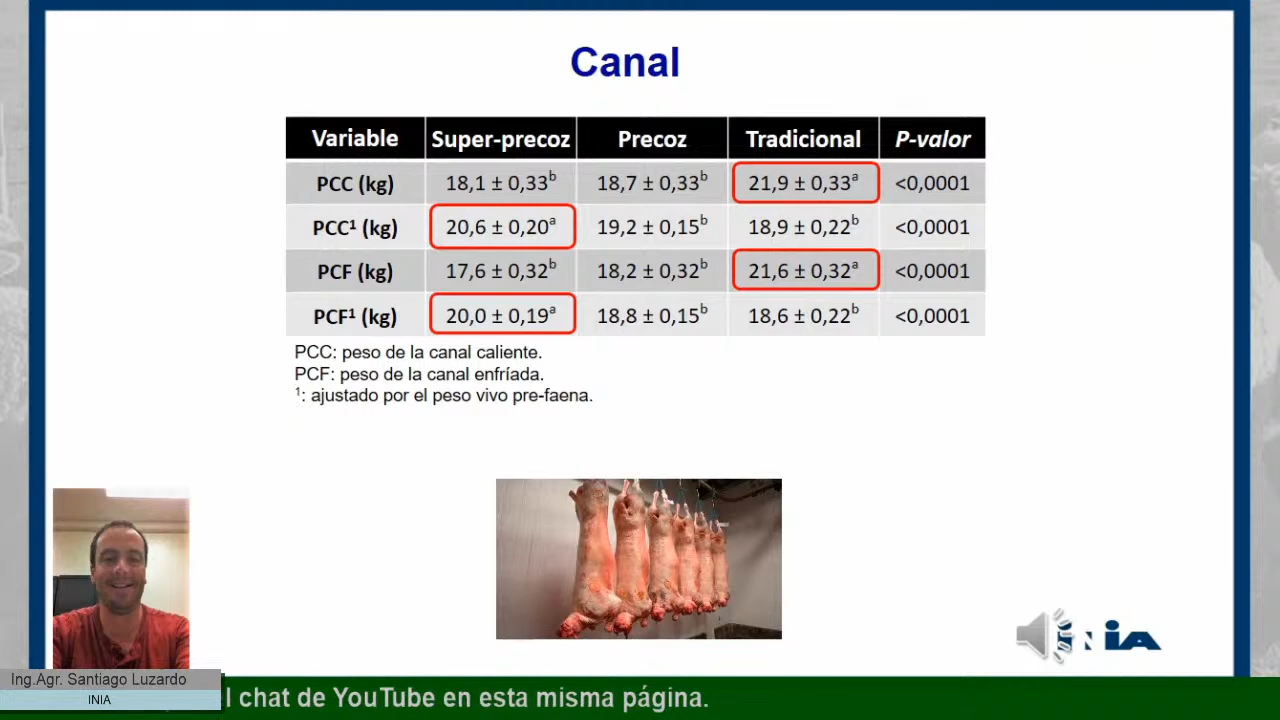 Canal
Variable Super-precoz Precoz Tradicional P-valor
PCC (kg) 18,1 ± 0,33ᵇ 18,7 ± 0,33ᵇ 21,9 ± 0,33ᵃ <0,0001
PCC¹ (kg) 20,6 ± 0,20ᵃ 19,2 ± 0,15ᵇ 18,9 ± 0,22ᵇ <0,0001
PCF (kg) 17,6 ± 0,32ᵇ 18,2 ± 0,32ᵇ 21,6 ± 0,32ᵃ <0,0001
PCF¹ (kg) 20,0 ± 0,19ᵃ 18,8 ± 0,15ᵇ 18,6 ± 0,22ᵇ <0,0001
PCC: peso de la canal caliente.
PCF: peso de la canal enfríada.
¹: ajustado por el peso vivo pre-faena.
INIA
Ing.Agr. Santiago Luzardo
INIA
l chat de YouTube en esta misma página.